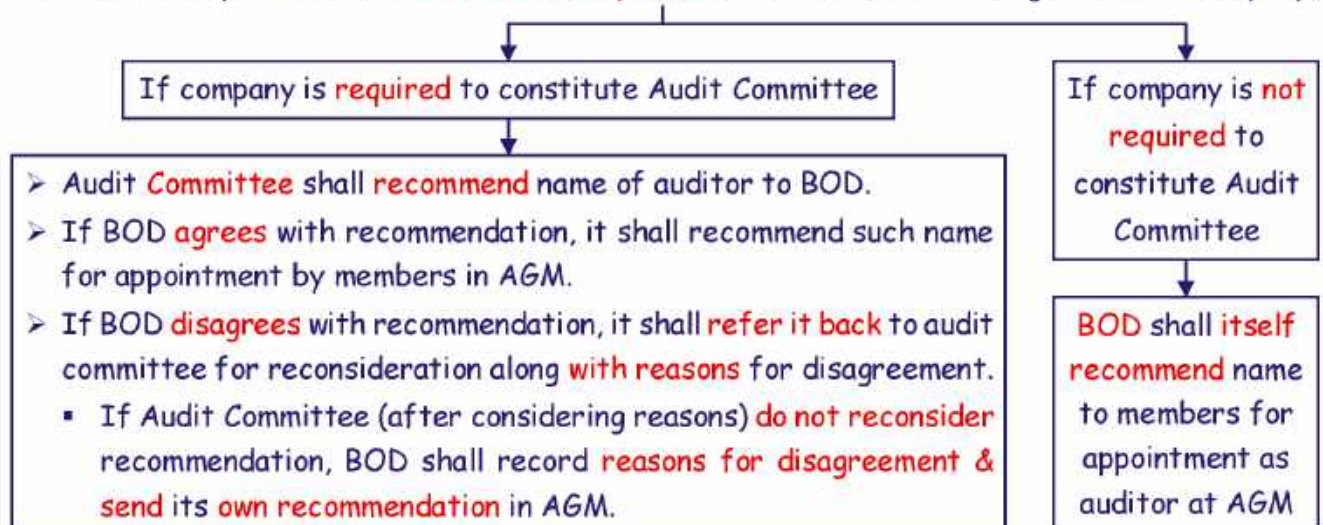 If company is required to constitute Audit Committee
➢ Audit Committee shall recommend name of auditor to BOD.
➢ If BOD agrees with recommendation, it shall recommend such name
for appointment by members in AGM.
➢ If BOD disagrees with recommendation, it shall refer it back to audit
committee for reconsideration along with reasons for disagreement.
▪ If Audit Committee (after considering reasons) do not reconsider
recommendation, BOD shall record reasons for disagreement &
send its own recommendation in AGM.
If company is not
required to
constitute Audit
Committee
BOD shall itself
recommend name
to members for
appointment as
auditor at AGM